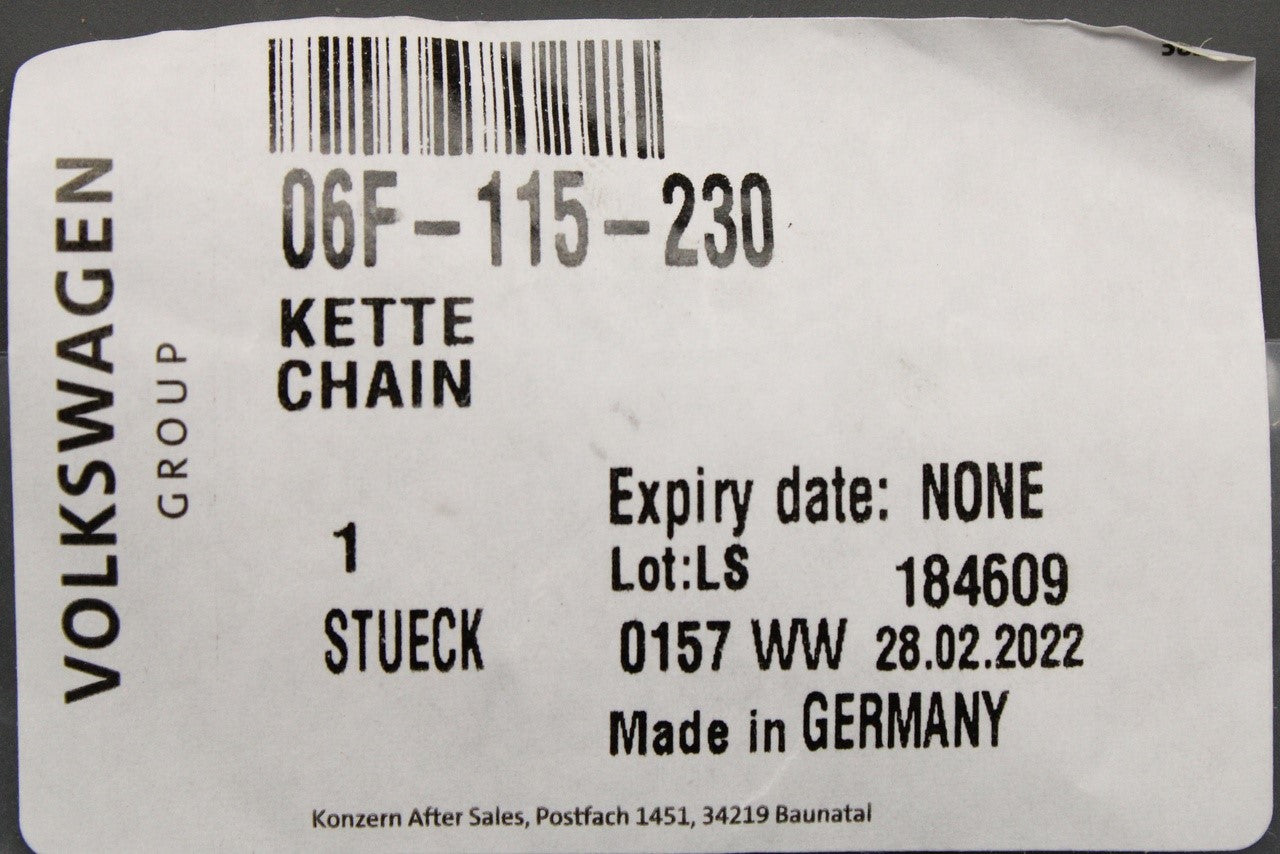 VOLKSWAGEN
GROUP
06F-115-230
KETTE
CHAIN
1
STUECK
Expiry date: NONE
Lot:LS 184609
0157 WW 28.02.2022
Made in GERMANY
Konzern After Sales, Postfach 1451, 34219 Baunatal